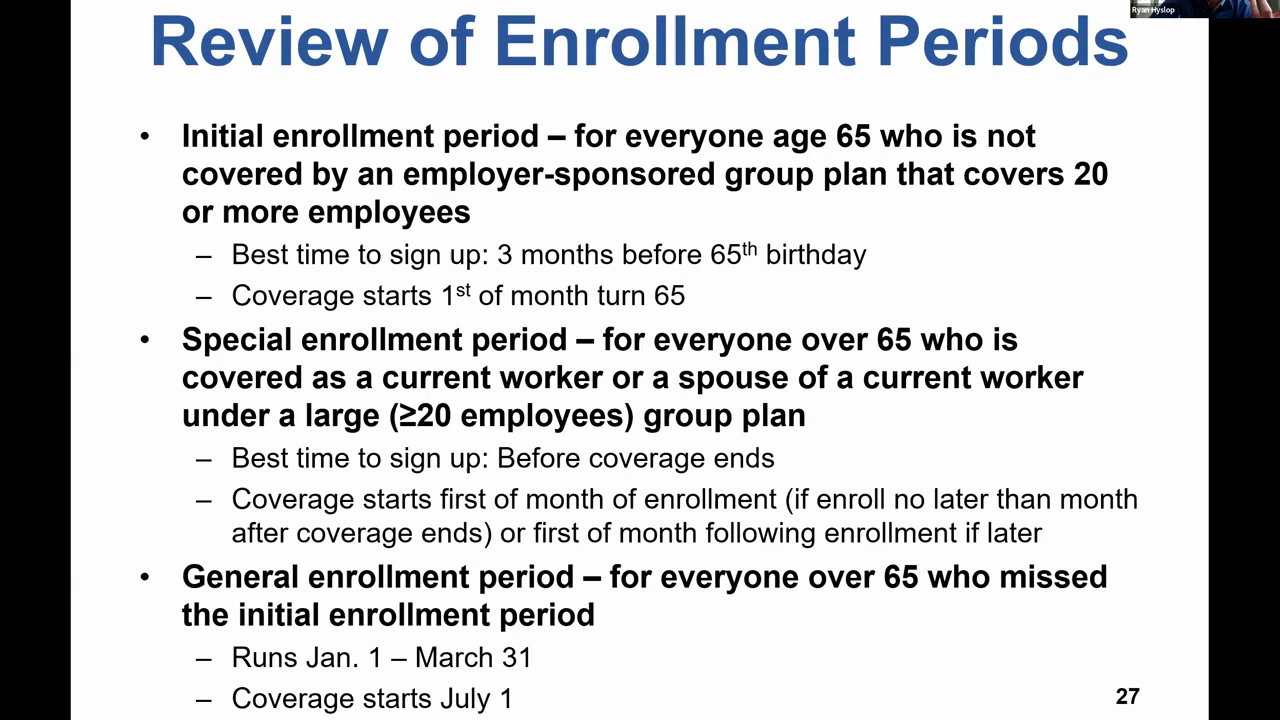 Ryan Hyslop
Review of Enrollment Periods
• Initial enrollment period – for everyone age 65 who is not
covered by an employer-sponsored group plan that covers 20
or more employees
– Best time to sign up: 3 months before 65th birthday
– Coverage starts 1st of month turn 65
• Special enrollment period – for everyone over 65 who is
covered as a current worker or a spouse of a current worker
under a large (≥20 employees) group plan
– Best time to sign up: Before coverage ends
– Coverage starts first of month of enrollment (if enroll no later than month
after coverage ends) or first of month following enrollment if later
• General enrollment period – for everyone over 65 who missed
the initial enrollment period
– Runs Jan. 1 – March 31
– Coverage starts July 1
27